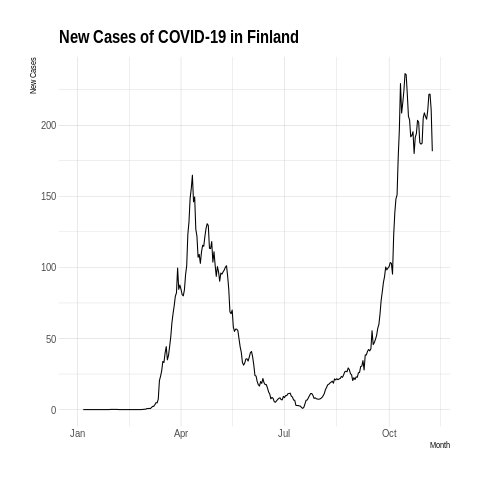 New Cases of COVID-19 in Finland
New Cases
200
150
100
50
0
Jan Apr Jul Oct
Month